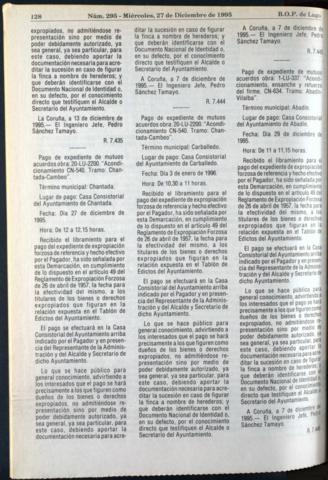 128
Núm. 295 - Miércoles, 27 de Diciembre de 1995
B.O.P. de Lugo
expropiados, no admitiéndose re-
presentación sino por medio de
poder debidamente autorizado, ya
sea general, ya sea particular, para
este caso, debiendo aportar la
documentación necesaria para acre-
ditar la sucesión en caso de figurar
la finca a nombre de herederos; y
que deberán identificarse con el
Documento Nacional de Identidad o,
en su defecto, por el conocimiento
directo que testifiquen el Alcalde o
Secretario del Ayuntamiento.
La Coruña, a 13 de diciembre de
1995.— El Ingeniero Jefe, Pedro
Sánchez Tamayo.
R. 7.435
Pago de expediente de mutuos
acuerdos obra: 20-LU-2200. "Acondi-
cionamiento CN-540. Tramo: Chan-
tada-Cambeo".
Término municipal: Chantada.
Lugar de pago: Casa Consistorial
del Ayuntamiento de Chantada.
Fecha: Día 27 de diciembre de
1995.
Hora: De 12 a 12,15 horas.
Recibido el libramiento para el
pago del expediente de expropiación
forzosa de referencia y hecho efectivo
por el Pagador, ha sido señalada por
esta Demarcación, en cumplimiento
de lo dispuesto en el artículo 49 del
Reglamento de Expropiación Forzosa
de 26 de abril de 1957, la fecha para
la efectividad del mismo, a los
titulares de los bienes o derechos
expropiados que figuran en la
relación expuesta en el Tablón de
Edictos del Ayuntamiento.
El pago se efectuará en la Casa
Consistorial del Ayuntamiento arriba
indicado por el Pagador y en presen-
cia del Representante de la Adminis-
tración y del Alcalde y Secretario de
dicho Ayuntamiento.
Lo que se hace público para
general conocimiento, advirtiendo a
los interesados que el pago se hará
precisamente a los que figuren como
dueños de los bienes o derechos
expropiados, no admitiéndose
representación sino por medio de
poder debidamente autorizado, ya
sea general, ya sea particular, para
este caso, debiendo aportar la
documentación necesaria para acre-
ditar la sucesión en caso de figurar
la finca a nombre de herederos; y
que deberán identificarse con el
Documento Nacional de Identidad o,
en su defecto, por el conocimiento
directo que testifiquen el Alcalde o
Secretario del Ayuntamiento.
A Coruña, a 7 de diciembre de
1995.— El Ingeniero Jefe, Pedro
Sánchez Tamayo.
R. 7.444
Pago de expediente de mutuos
acuerdos obra: 20-LU-2200. "Acondi-
cionamiento CN-540. Tramo: Chan-
tada-Cambeo".
Término municipal: Carballedo.
Lugar de pago: Casa Consistorial
del Ayuntamiento de Carballedo.
Fecha: Día 3 de enero de 1996.
Hora: De 10,30 a 11 horas.
Recibido el libramiento para el
pago del expediente de expropiación
forzosa de referencia y hecho efectivo
por el Pagador, ha sido señalada por
esta Demarcación, en cumplimiento
de lo dispuesto en el artículo 49 del
Reglamento de Expropiación Forzosa
de 26 de abril de 1957, la fecha para
la efectividad del mismo, a los
titulares de los bienes o derechos
expropiados que figuran en la
relación expuesta en el Tablón de
Edictos del Ayuntamiento.
El pago se efectuará en la Casa
Consistorial del Ayuntamiento arriba
indicado por el Pagador y en presen-
cia del Representante de la Adminis-
tración y del Alcalde y Secretario de
dicho Ayuntamiento.
Lo que se hace público para
general conocimiento, advirtiendo a
los interesados que el pago se hará
precisamente a los que figuren como
dueños de los bienes o derechos
expropiados, no admitiéndose re-
presentación sino por medio de
poder debidamente autorizado, ya
sea general, ya sea particular, para
este caso, debiendo aportar la
documentación necesaria para acre-
ditar la sucesión en caso de figurar la
finca a nombre de herederos; y
que deberán identificarse con el
Documento Nacional de Identidad o,
en su defecto, por el conocimiento
directo que testifiquen el Alcalde o
Secretario del Ayuntamiento.
A Coruña, a 7 de diciembre de
1995.— El Ingeniero Jefe, Pedro
Sánchez Tamayo.
Pago de expediente de mutuos
acuerdos obra: 1-LU-337. "Acondi-
cionamiento, ensanche y refuerzo
del firme. CN-634. Tramo: Abadín-
Vilalba".
Término municipal: Abadín.
Lugar de pago: Casa Consistorial
del Ayuntamiento de Abadín.
Fecha: Día 29 de diciembre de
1995.
Hora: De 11 a 11,15 horas.
Recibido el libramiento para el
pago del expediente de expropiación
forzosa de referencia y hecho efectivo
por el Pagador, ha sido señalada por
esta Demarcación, en cumplimiento
de lo dispuesto en el artículo 49 del
Reglamento de Expropiación Forzosa
de 26 de abril de 1957, la fecha para
la efectividad del mismo, a los
titulares de los bienes o derechos
expropiados que figuran en la
relación expuesta en el Tablón de
Edictos del Ayuntamiento.
El pago se efectuará en la Casa
Consistorial del Ayuntamiento arriba
indicado por el Pagador y en presen-
cia del Representante de la Adminis-
tración y del Alcalde y Secretario de
dicho Ayuntamiento.
Lo que se hace público para
general conocimiento, advirtiendo a
los interesados que el pago se hará
precisamente a los que figuren como
dueños de los bienes o derechos
expropiados, no admitiéndose re-
presentación sino por medio de
poder debidamente autorizado, ya
sea general, ya sea particular, para
este caso, debiendo aportar la
documentación necesaria para acre-
ditar la sucesión en caso de figurar
la finca a nombre de herederos; y
que deberán identificarse con el
Documento Nacional de Identidad o,
en su defecto, por el conocimiento
directo que testifiquen el Alcalde o
Secretario del Ayuntamiento.
A Coruña, a 7 de diciembre de
1995.— El Ingeniero Jefe, Pedro
Sánchez Tamayo.